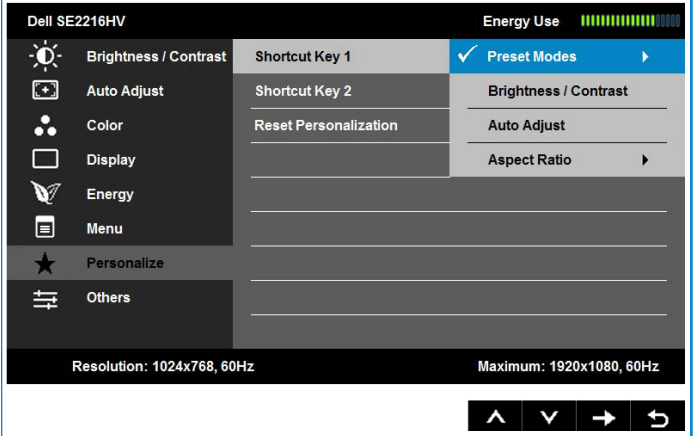 Dell SE2216HV Energy Use
Brightness / Contrast Shortcut Key 1 Preset Modes
Auto Adjust Shortcut Key 2 Brightness / Contrast
Color Reset Personalization Auto Adjust
Display Aspect Ratio
Energy
Menu
Personalize
Others
Resolution: 1024x768, 60Hz Maximum: 1920x1080, 60Hz